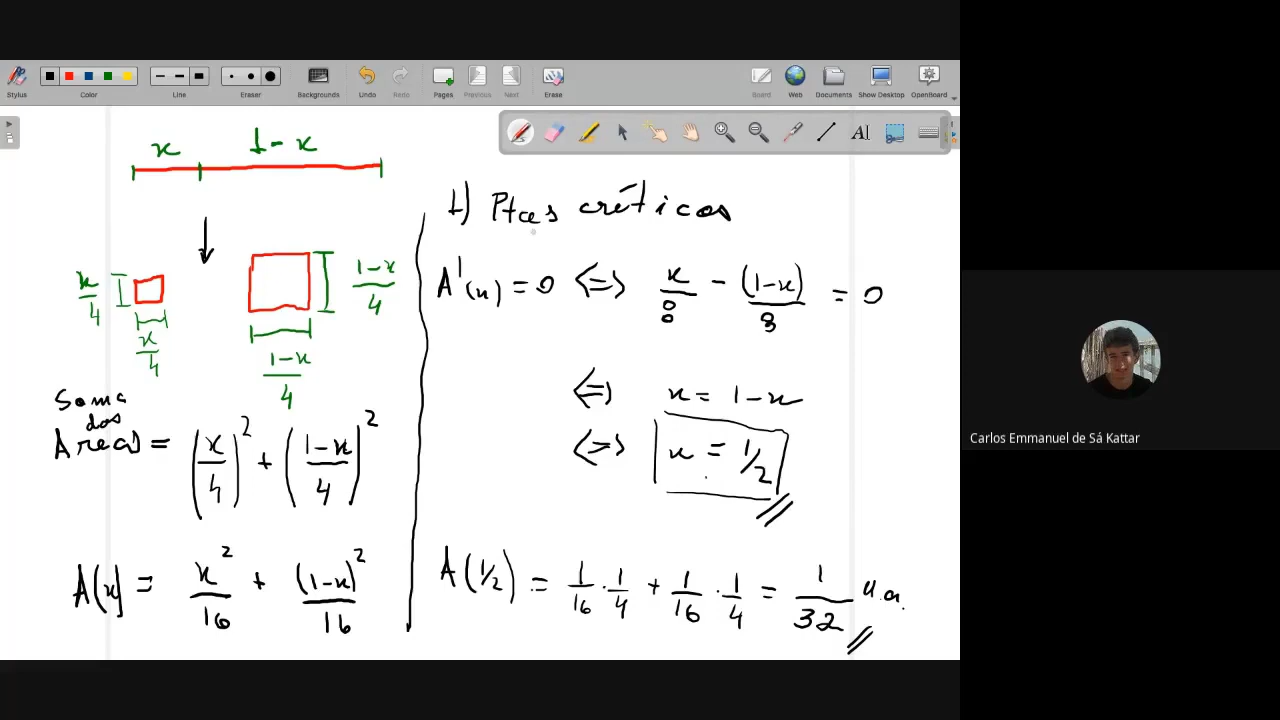 Stylus Color Line Eraser Backgrounds Undo Redo Pages Previous Next Erase Board Web Documents Show Desktop OpenBoard
x 1-x
x/4 x/4
1-x/4 1-x/4
Soma
dos
Areas = (x/4)² + (1-x/4)²
A(x) = x²/16 + (1-x)²/16
1) Ptos críticos
A'(x) = 0 <=> x/8 - (1-x)/8 = 0
<=> x = 1-x
<=> x = 1/2
A(1/2) = 1/16 · 1/4 + 1/16 · 1/4 = 1/32 u.a.
Carlos Emmanuel de Sá Kattar